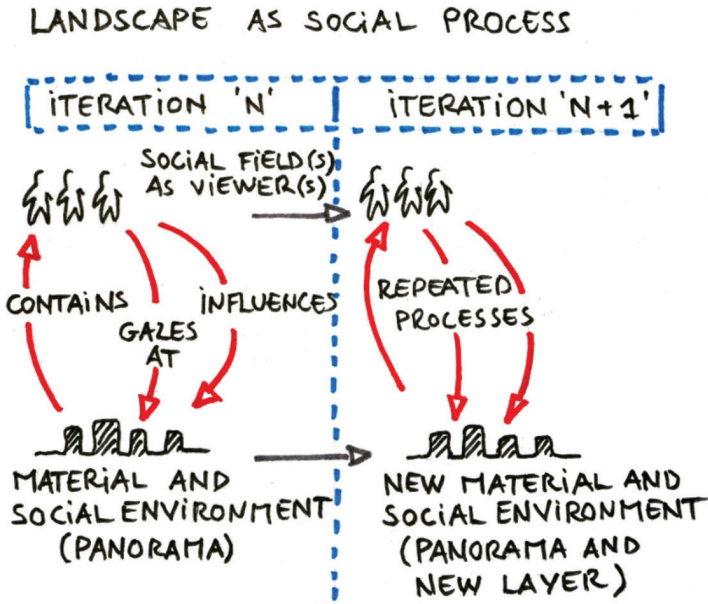 LANDSCAPE AS SOCIAL PROCESS
ITERATION 'N'
ITERATION 'N+1'
SOCIAL FIELD(S)
AS VIEWER(S)
CONTAINS
GAZES
AT
INFLUENCES
REPEATED
PROCESSES
MATERIAL AND
SOCIAL ENVIRONMENT
(PANORAMA)
NEW MATERIAL AND
SOCIAL ENVIRONMENT
(PANORAMA AND
NEW LAYER)